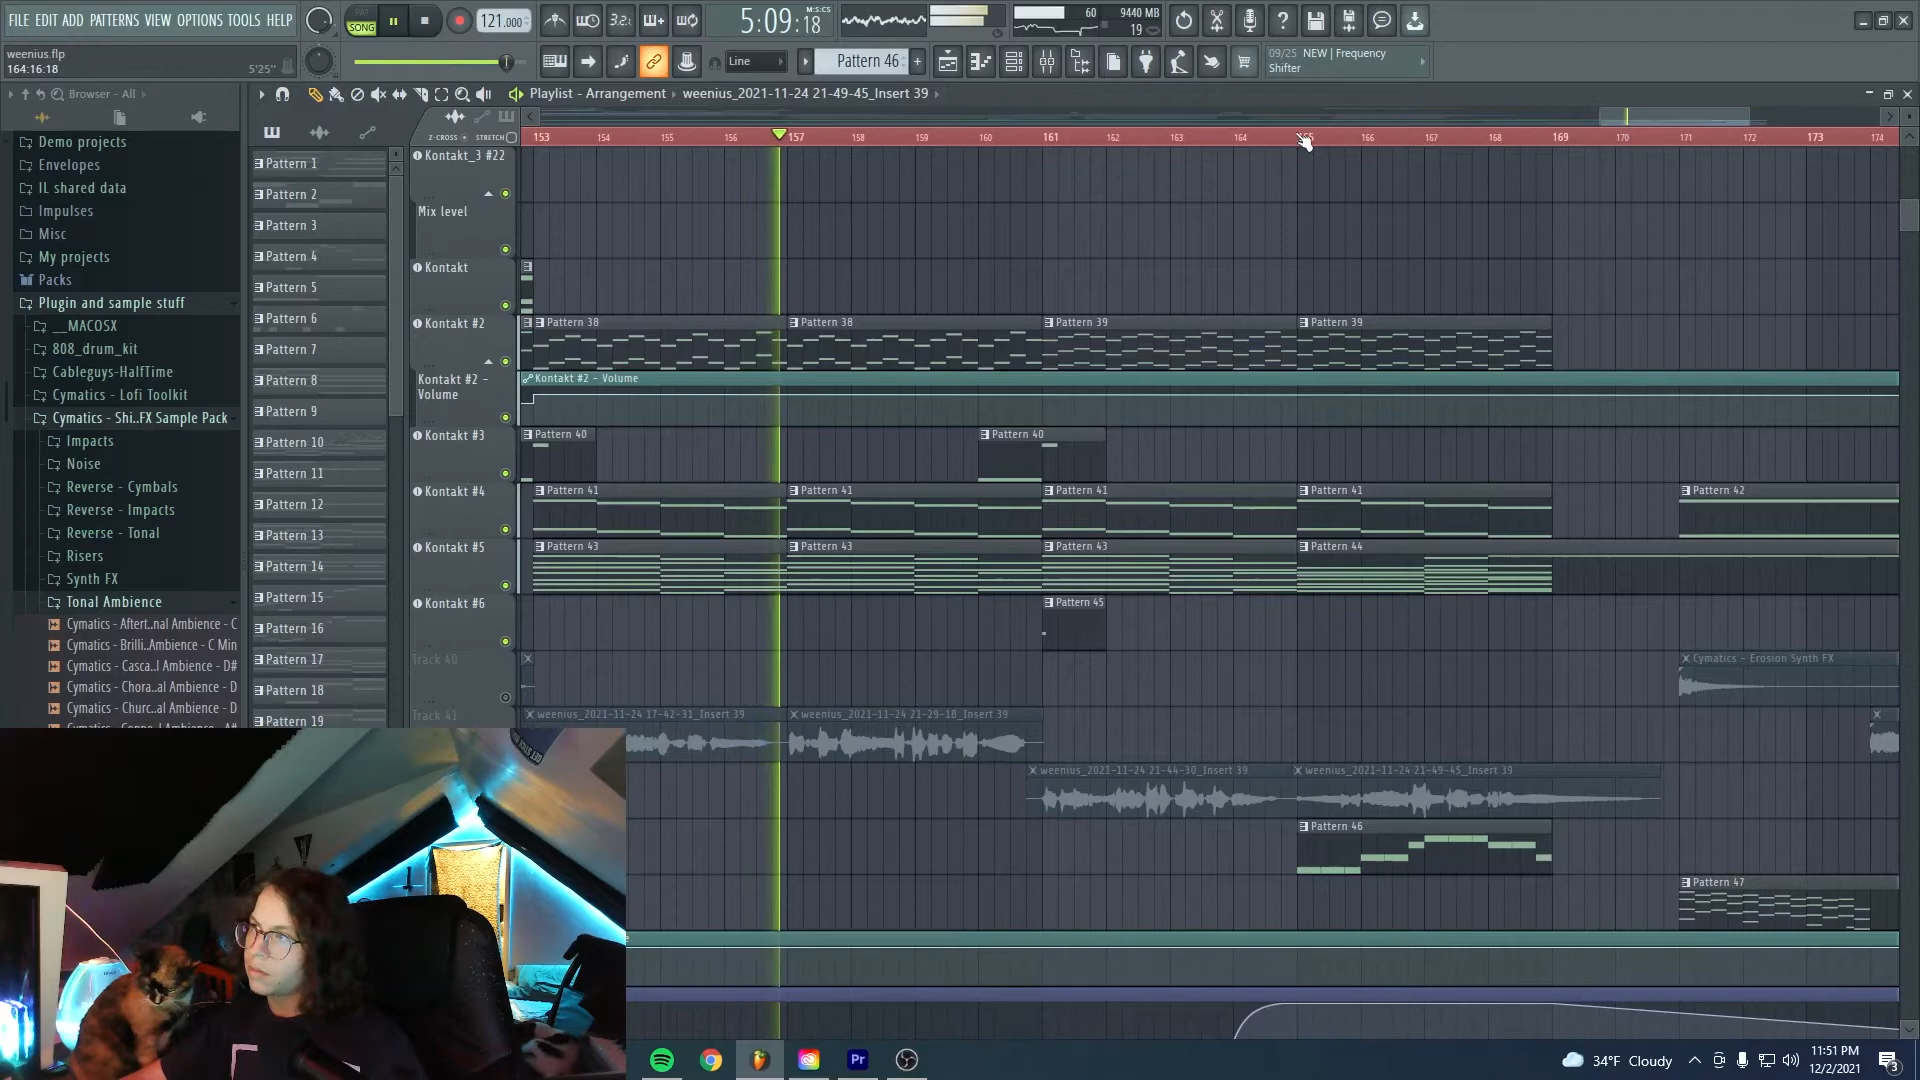 FILE EDIT ADD PATTERNS VIEW OPTIONS TOOLS HELP
PAT
SONG
121.000
3.2.
5:09:18
M:S:CS
60
9440 MB
19
weenius.flp
164:16:18
5'25"
Line
Pattern 46
+
09/25 NEW | Frequency
Shifter
Browser - All
Playlist - Arrangement
weenius_2021-11-24 21-49-45_Insert 39
Z-CROSS
STRETCH
153 154 155 156 157 158 159 160 161 162 163 164 165 166 167 168 169 170 171 172 173 174
Demo projects
Envelopes
IL shared data
Impulses
Misc
My projects
Packs
Plugin and sample stuff
__MACOSX
808_drum_kit
Cableguys-HalfTime
Cymatics - Lofi Toolkit
Cymatics - Shi..FX Sample Pack
Impacts
Noise
Reverse - Cymbals
Reverse - Impacts
Reverse - Tonal
Risers
Synth FX
Tonal Ambience
Cymatics - Aftert..nal Ambience - C
Cymatics - Brilli..Ambience - C Min
Cymatics - Casca..l Ambience - D#
Cymatics - Chora..al Ambience - D
Cymatics - Churc..al Ambience - D
Pattern 1
Pattern 2
Pattern 3
Pattern 4
Pattern 5
Pattern 6
Pattern 7
Pattern 8
Pattern 9
Pattern 10
Pattern 11
Pattern 12
Pattern 13
Pattern 14
Pattern 15
Pattern 16
Pattern 17
Pattern 18
Pattern 19
Kontakt_3 #22
Mix level
Kontakt
Kontakt #2
Pattern 38
Pattern 38
Pattern 39
Pattern 39
Kontakt #2 -
Volume
Kontakt #2 - Volume
Kontakt #3
Pattern 40
Pattern 40
Kontakt #4
Pattern 41
Pattern 41
Pattern 41
Pattern 41
Pattern 42
Kontakt #5
Pattern 43
Pattern 43
Pattern 43
Pattern 44
Kontakt #6
Pattern 45
Track 40
Cymatics - Erosion Synth FX
Track 41
weenius_2021-11-24 17-42-31_Insert 39
weenius_2021-11-24 21-29-18_Insert 39
weenius_2021-11-24 21-44-30_Insert 39
weenius_2021-11-24 21-49-45_Insert 39
Pattern 46
Pattern 47
Pr
34°F Cloudy
11:51 PM
12/2/2021
3